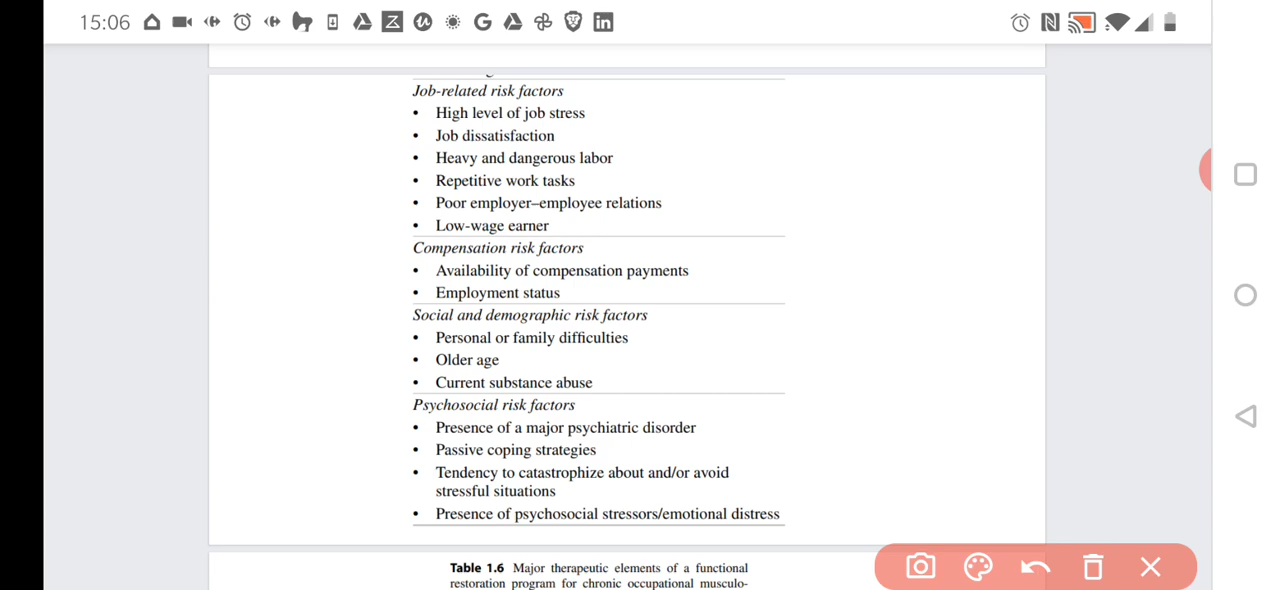 15:06
Job-related risk factors
• High level of job stress
• Job dissatisfaction
• Heavy and dangerous labor
• Repetitive work tasks
• Poor employer–employee relations
• Low-wage earner
Compensation risk factors
• Availability of compensation payments
• Employment status
Social and demographic risk factors
• Personal or family difficulties
• Older age
• Current substance abuse
Psychosocial risk factors
• Presence of a major psychiatric disorder
• Passive coping strategies
• Tendency to catastrophize about and/or avoid
stressful situations
• Presence of psychosocial stressors/emotional distress
Table 1.6 Major therapeutic elements of a functional
restoration program for chronic occupational musculo-